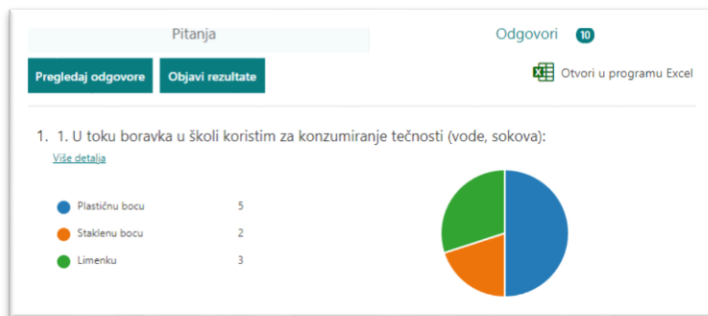 Pitanja
Odgovori 10
Pregledaj odgovore
Objavi rezultate
Otvori u programu Excel
1. 1. U toku boravka u školi koristim za konzumiranje tečnosti (vode, sokova):
Više detalja
Plastičnu bocu 5
Staklenu bocu 2
Limenku 3